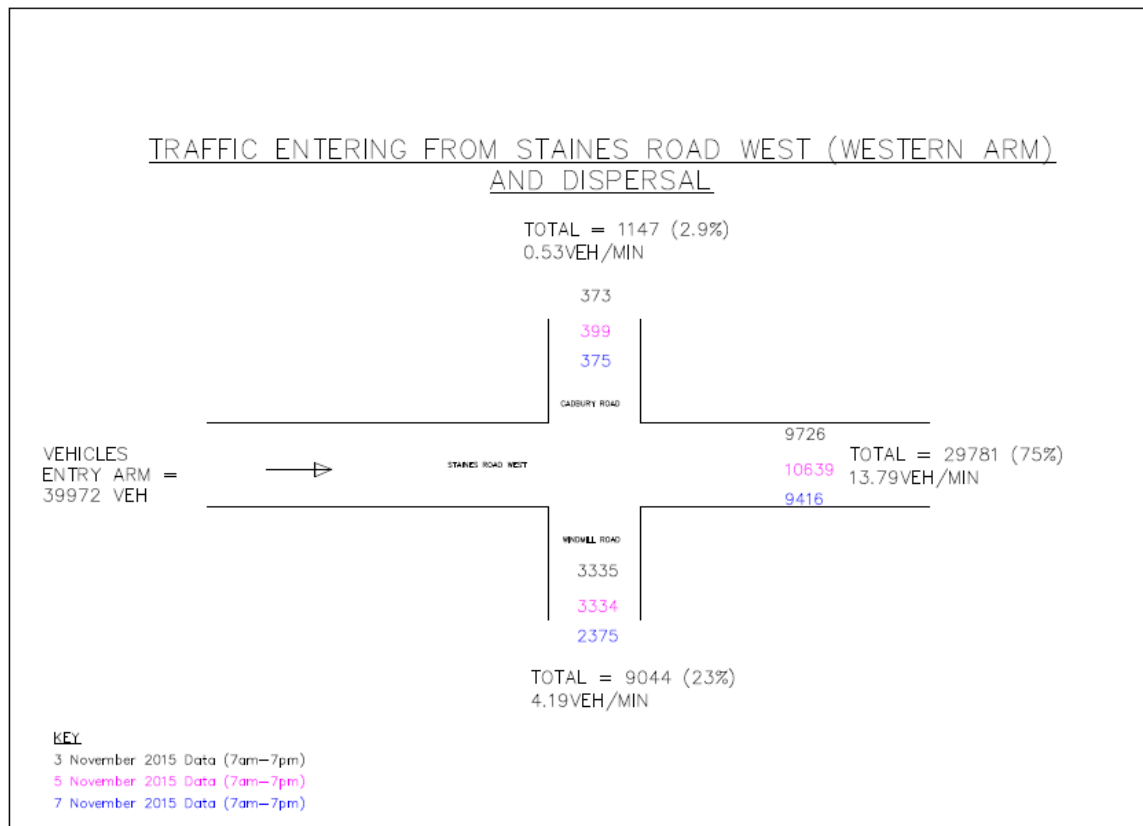 TRAFFIC ENTERING FROM STAINES ROAD WEST (WESTERN ARM)
AND DISPERSAL
TOTAL = 1147 (2.9%)
0.53VEH/MIN
373
399
375
CADBURY ROAD
VEHICLES
ENTRY ARM =
39972 VEH
STAINES ROAD WEST
9726
10639
9416
TOTAL = 29781 (75%)
13.79VEH/MIN
WINDMILL ROAD
3335
3334
2375
TOTAL = 9044 (23%)
4.19VEH/MIN
KEY
3 November 2015 Data (7am-7pm)
5 November 2015 Data (7am-7pm)
7 November 2015 Data (7am-7pm)